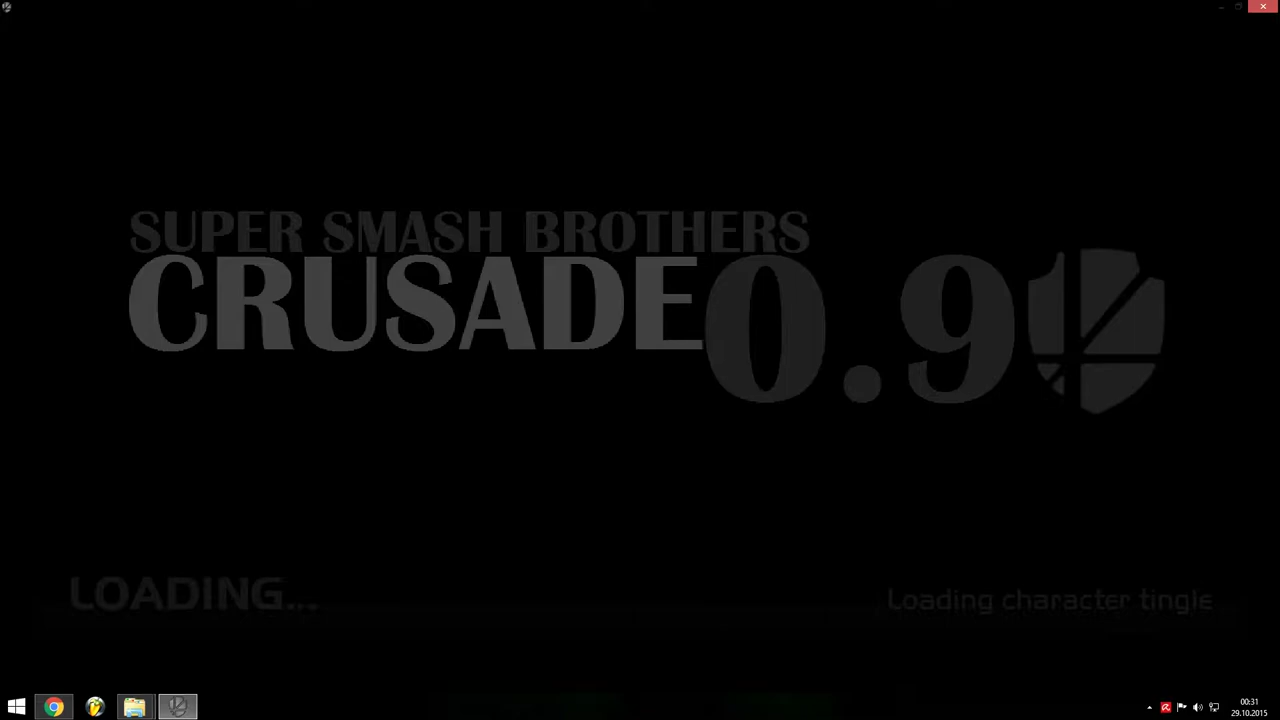 SUPER SMASH BROTHERS
CRUSADE 0.9
LOADING...
Loading character tingle
00:31
29.10.2015